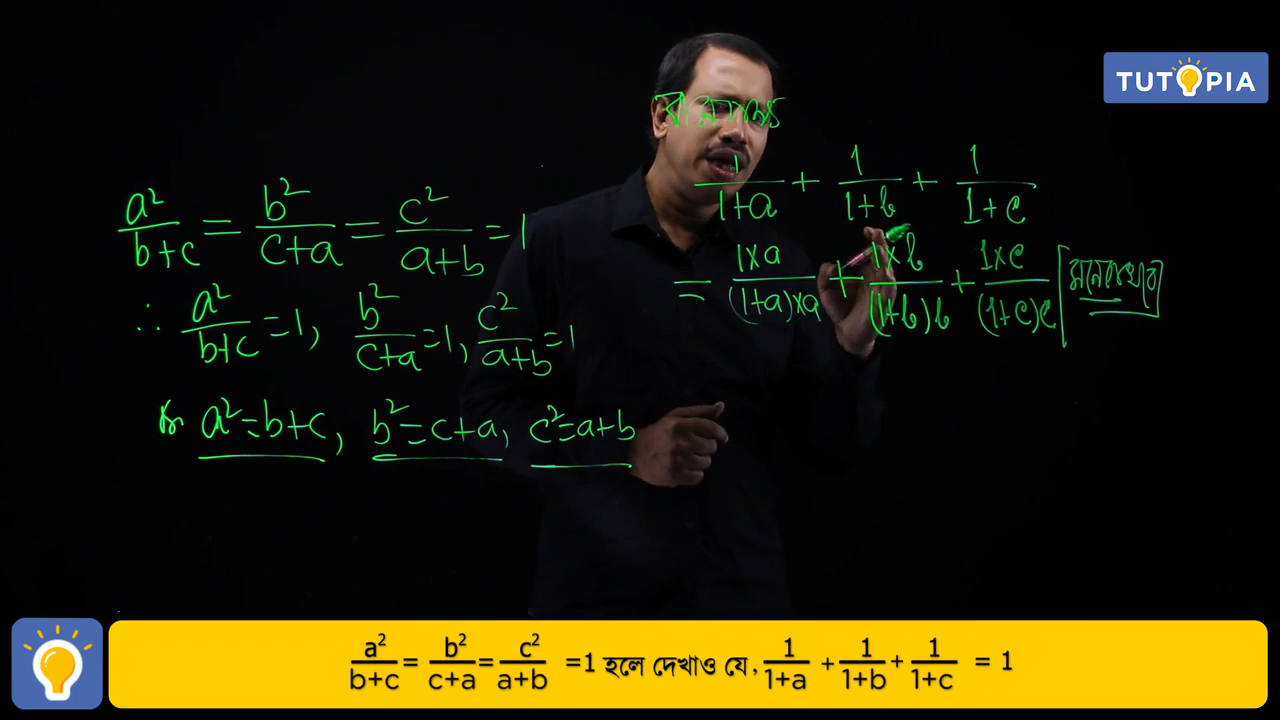 TUTOPIA
বামপক্ষ
1/(1+a) + 1/(1+b) + 1/(1+c)
a²/(b+c) = b²/(c+a) = c²/(a+b) = 1
= (1×a)/((1+a)×a) + (1×b)/((1+b)b) + (1×c)/((1+c)c) [মনে রাখবে]
∴ a²/(b+c) = 1, b²/(c+a) = 1, c²/(a+b) = 1
a² = b+c, b² = c+a, c² = a+b
a²/(b+c) = b²/(c+a) = c²/(a+b) = 1 হলে দেখাও যে, 1/(1+a) + 1/(1+b) + 1/(1+c) = 1